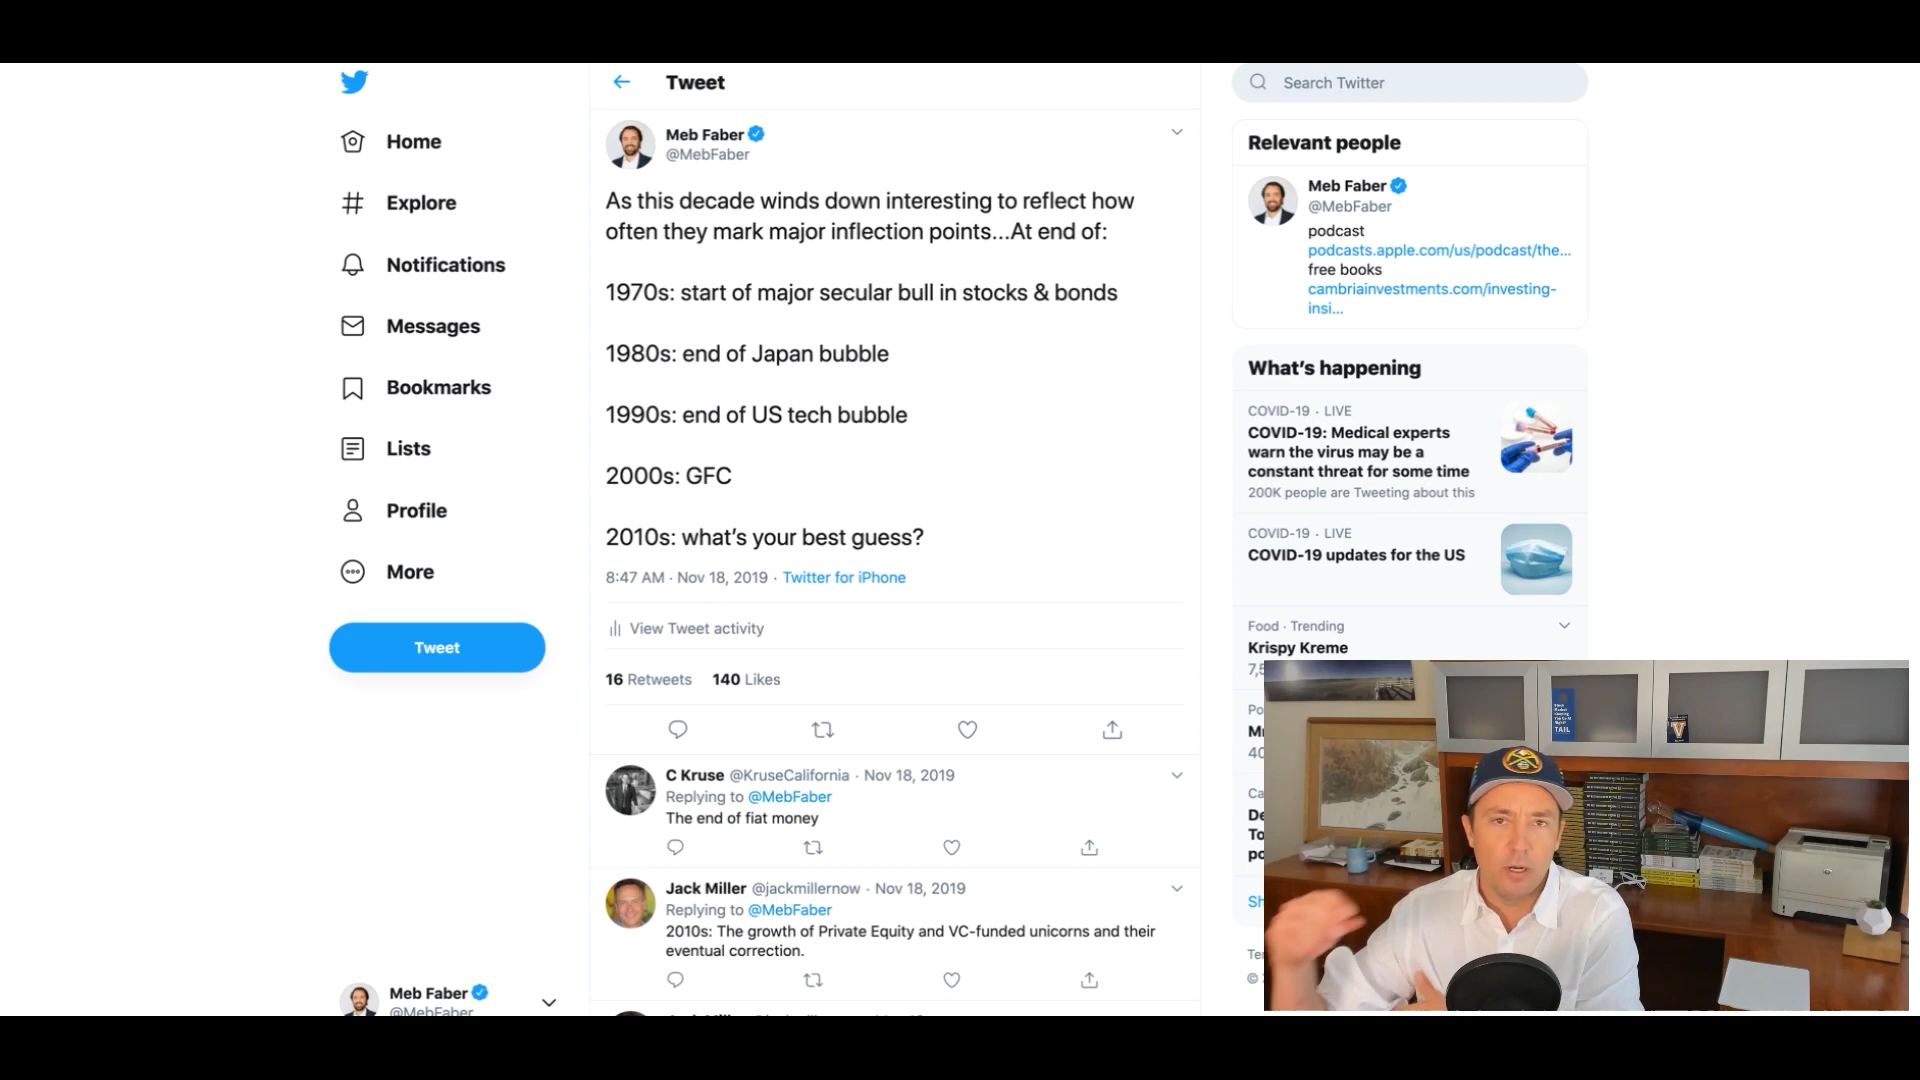 Tweet
Search Twitter
Home
Explore
Notifications
Messages
Bookmarks
Lists
Profile
More
Tweet
Meb Faber
@MebFaber
Meb Faber
@MebFaber
As this decade winds down interesting to reflect how
often they mark major inflection points...At end of:
1970s: start of major secular bull in stocks & bonds
1980s: end of Japan bubble
1990s: end of US tech bubble
2000s: GFC
2010s: what's your best guess?
8:47 AM · Nov 18, 2019 · Twitter for iPhone
View Tweet activity
16 Retweets 140 Likes
C Kruse @KruseCalifornia · Nov 18, 2019
Replying to @MebFaber
The end of fiat money
Jack Miller @jackmillernow · Nov 18, 2019
Replying to @MebFaber
2010s: The growth of Private Equity and VC-funded unicorns and their
eventual correction.
Relevant people
Meb Faber
@MebFaber
podcast
podcasts.apple.com/us/podcast/the...
free books
cambriainvestments.com/investing-
insi...
What's happening
COVID-19 · LIVE
COVID-19: Medical experts
warn the virus may be a
constant threat for some time
200K people are Tweeting about this
COVID-19 · LIVE
COVID-19 updates for the US
Food · Trending
Krispy Kreme
TAIL
V